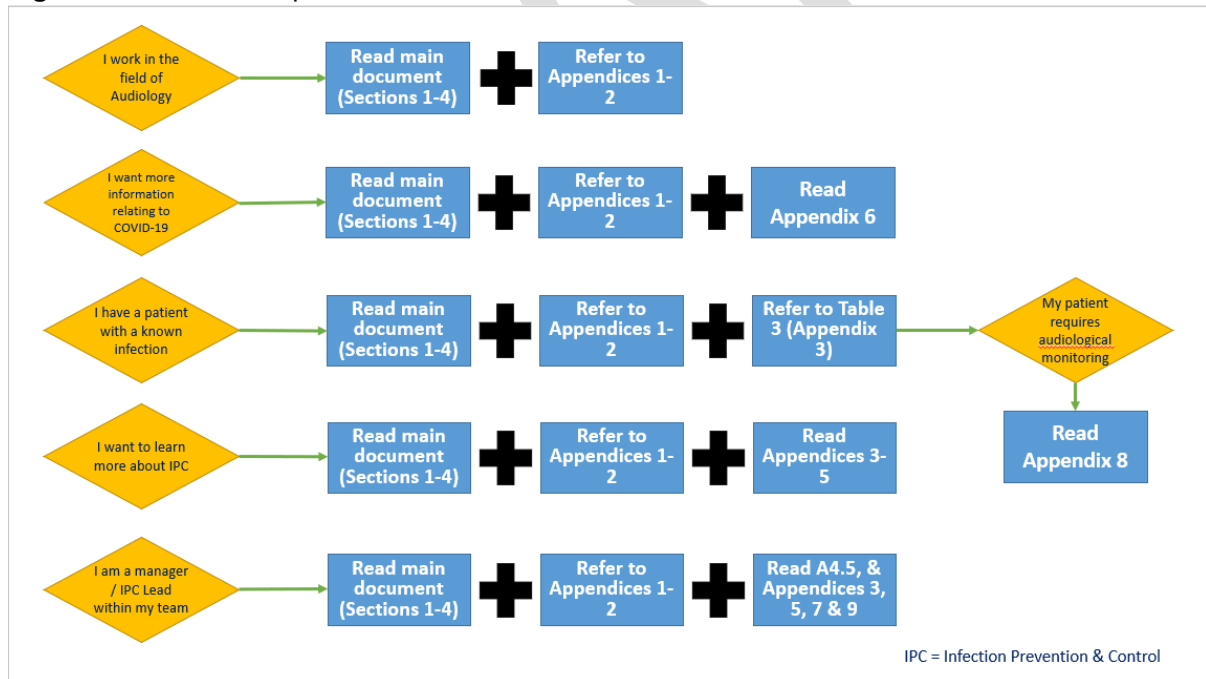 I work in the
field of
Audiology
Read main
document
(Sections 1-4)
Refer to
Appendices 1-
2
I want more
information
relating to
COVID-19
Read main
document
(Sections 1-4)
Refer to
Appendices 1-
2
Read
Appendix 6
I have a patient
with a known
infection
Read main
document
(Sections 1-4)
Refer to
Appendices 1-
2
Refer to Table
3 (Appendix
3)
My patient
requires
audiological
monitoring
Read
Appendix 8
I want to learn
more about IPC
Read main
document
(Sections 1-4)
Refer to
Appendices 1-
2
Read
Appendices 3-
5
I am a manager
/ IPC Lead
within my team
Read main
document
(Sections 1-4)
Refer to
Appendices 1-
2
Read A4.5, &
Appendices 3,
5, 7 & 9
IPC = Infection Prevention & Control